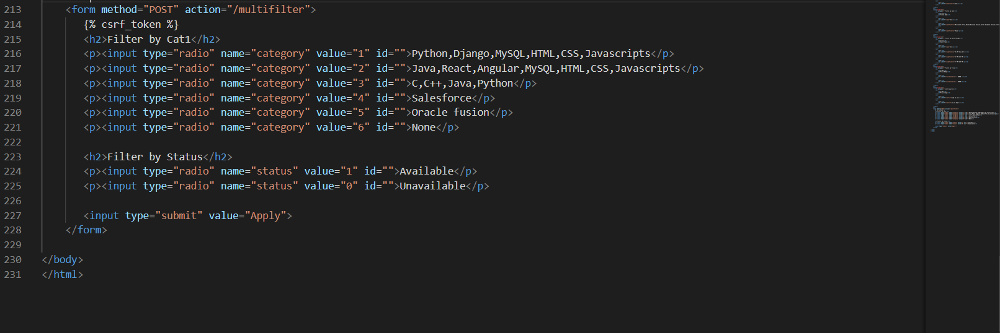 213 <form method="POST" action="/multifilter">
214 {% csrf_token %}
215 <h2>Filter by Cat1</h2>
216 <p><input type="radio" name="category" value="1" id="">Python,Django,MySQL,HTML,CSS,Javascripts</p>
217 <p><input type="radio" name="category" value="2" id="">Java,React,Angular,MySQL,HTML,CSS,Javascripts</p>
218 <p><input type="radio" name="category" value="3" id="">C,C++,Java,Python</p>
219 <p><input type="radio" name="category" value="4" id="">Salesforce</p>
220 <p><input type="radio" name="category" value="5" id="">Oracle fusion</p>
221 <p><input type="radio" name="category" value="6" id="">None</p>
222
223 <h2>Filter by Status</h2>
224 <p><input type="radio" name="status" value="1" id="">Available</p>
225 <p><input type="radio" name="status" value="0" id="">Unavailable</p>
226
227 <input type="submit" value="Apply">
228 </form>
229
230 </body>
231 </html>